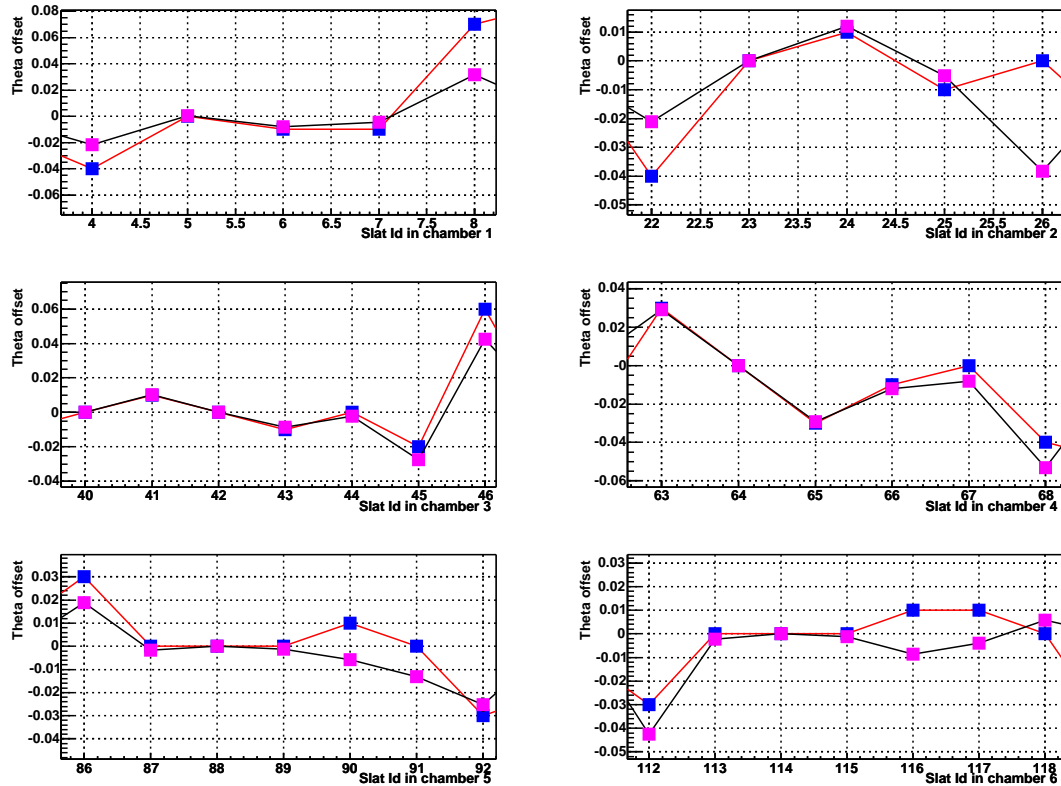 Theta offset
0.08
0.06
0.04
0.02
0
-0.02
-0.04
-0.06
4 4.5 5 5.5 6 6.5 7 7.5 8
Slat Id in chamber 1
Theta offset
0.01
0
-0.01
-0.02
-0.03
-0.04
-0.05
22 22.5 23 23.5 24 24.5 25 25.5 26
Slat Id in chamber 2
Theta offset
0.06
0.04
0.02
0
-0.02
-0.04
40 41 42 43 44 45 46
Slat Id in chamber 3
Theta offset
0.04
0.02
0
-0.02
-0.04
-0.06
63 64 65 66 67 68
Slat Id in chamber 4
Theta offset
0.03
0.02
0.01
0
-0.01
-0.02
-0.03
-0.04
86 87 88 89 90 91 92
Slat Id in chamber 5
Theta offset
0.03
0.02
0.01
0
-0.01
-0.02
-0.03
-0.04
-0.05
112 113 114 115 116 117 118
Slat Id in chamber 6